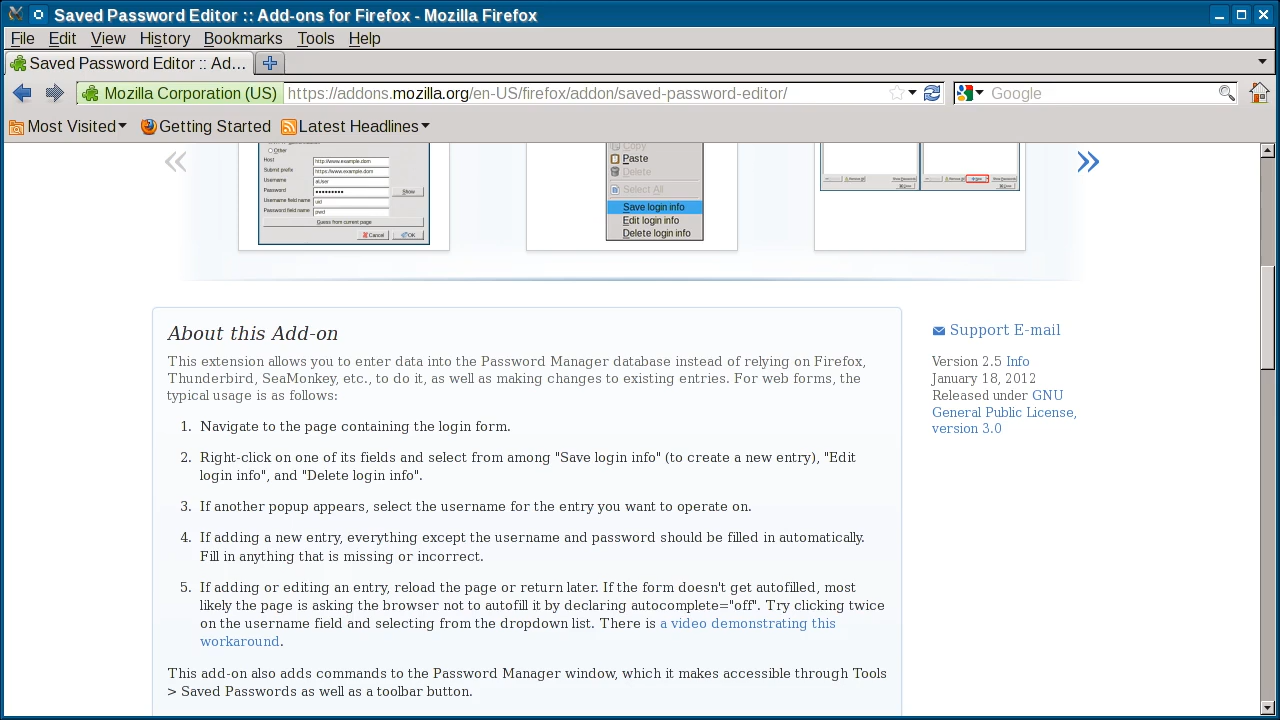 Saved Password Editor :: Add-ons for Firefox - Mozilla Firefox
File Edit View History Bookmarks Tools Help
Saved Password Editor :: Ad...
Mozilla Corporation (US) https://addons.mozilla.org/en-US/firefox/addon/saved-password-editor/ Google
Most Visited Getting Started Latest Headlines
Other
Host http://www.example.dom
Submit prefix https://www.example.dom
Username aUser
Password Show
Username field name uid
Password field name pwd
Guess from current page
Cancel OK
Copy
Paste
Delete
Select All
Save login info
Edit login info
Delete login info
About this Add-on
This extension allows you to enter data into the Password Manager database instead of relying on Firefox,
Thunderbird, SeaMonkey, etc., to do it, as well as making changes to existing entries. For web forms, the
typical usage is as follows:
1. Navigate to the page containing the login form.
2. Right-click on one of its fields and select from among "Save login info" (to create a new entry), "Edit
login info", and "Delete login info".
3. If another popup appears, select the username for the entry you want to operate on.
4. If adding a new entry, everything except the username and password should be filled in automatically.
Fill in anything that is missing or incorrect.
5. If adding or editing an entry, reload the page or return later. If the form doesn't get autofilled, most
likely the page is asking the browser not to autofill it by declaring autocomplete="off". Try clicking twice
on the username field and selecting from the dropdown list. There is a video demonstrating this
workaround.
This add-on also adds commands to the Password Manager window, which it makes accessible through Tools
> Saved Passwords as well as a toolbar button.
Support E-mail
Version 2.5 Info
January 18, 2012
Released under GNU
General Public License,
version 3.0